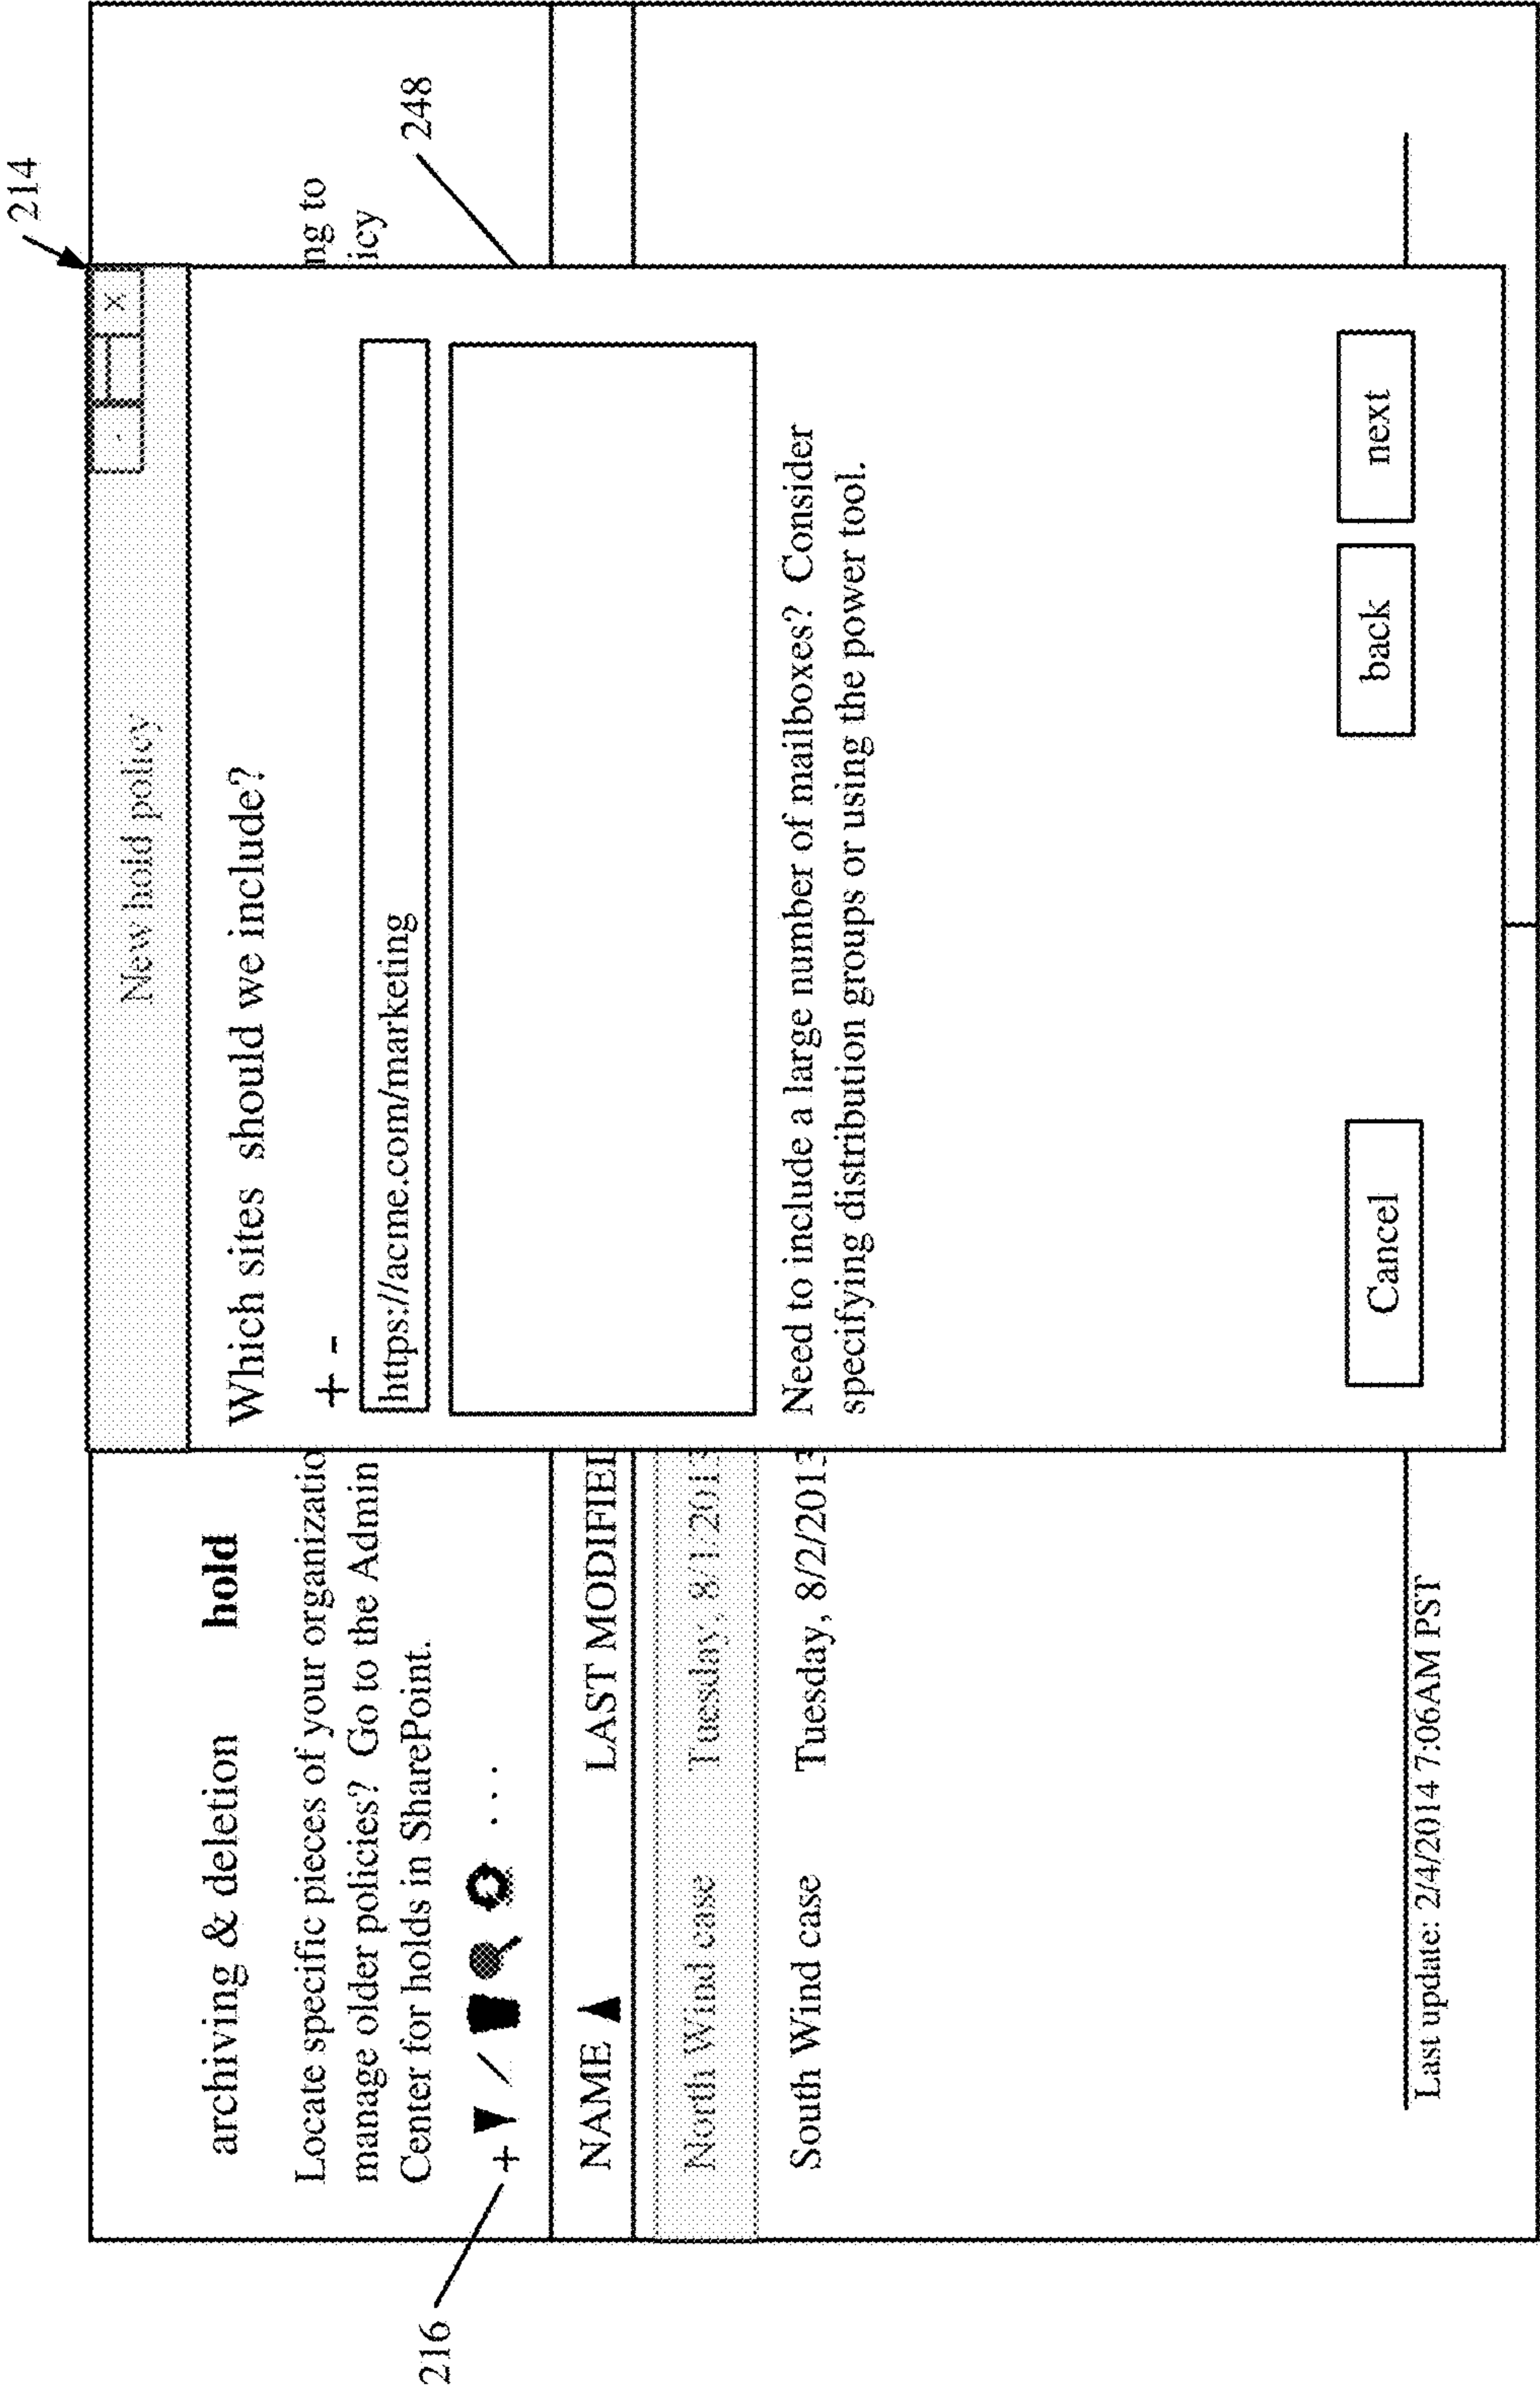 214
New hold policy
- x
archiving & deletion hold
Which sites should we include?
Locate specific pieces of your organizatio
manage older policies? Go to the Admin
Center for holds in SharePoint.
ng to
icy
+ -
248
https://acme.com/marketing
216
+ ...
NAME LAST MODIFIED
North Wind case Tuesday, 8/1/2013
South Wind case Tuesday, 8/2/2013
Need to include a large number of mailboxes? Consider
specifying distribution groups or using the power tool.
Cancel back next
Last update: 2/4/2014 7:06AM PST